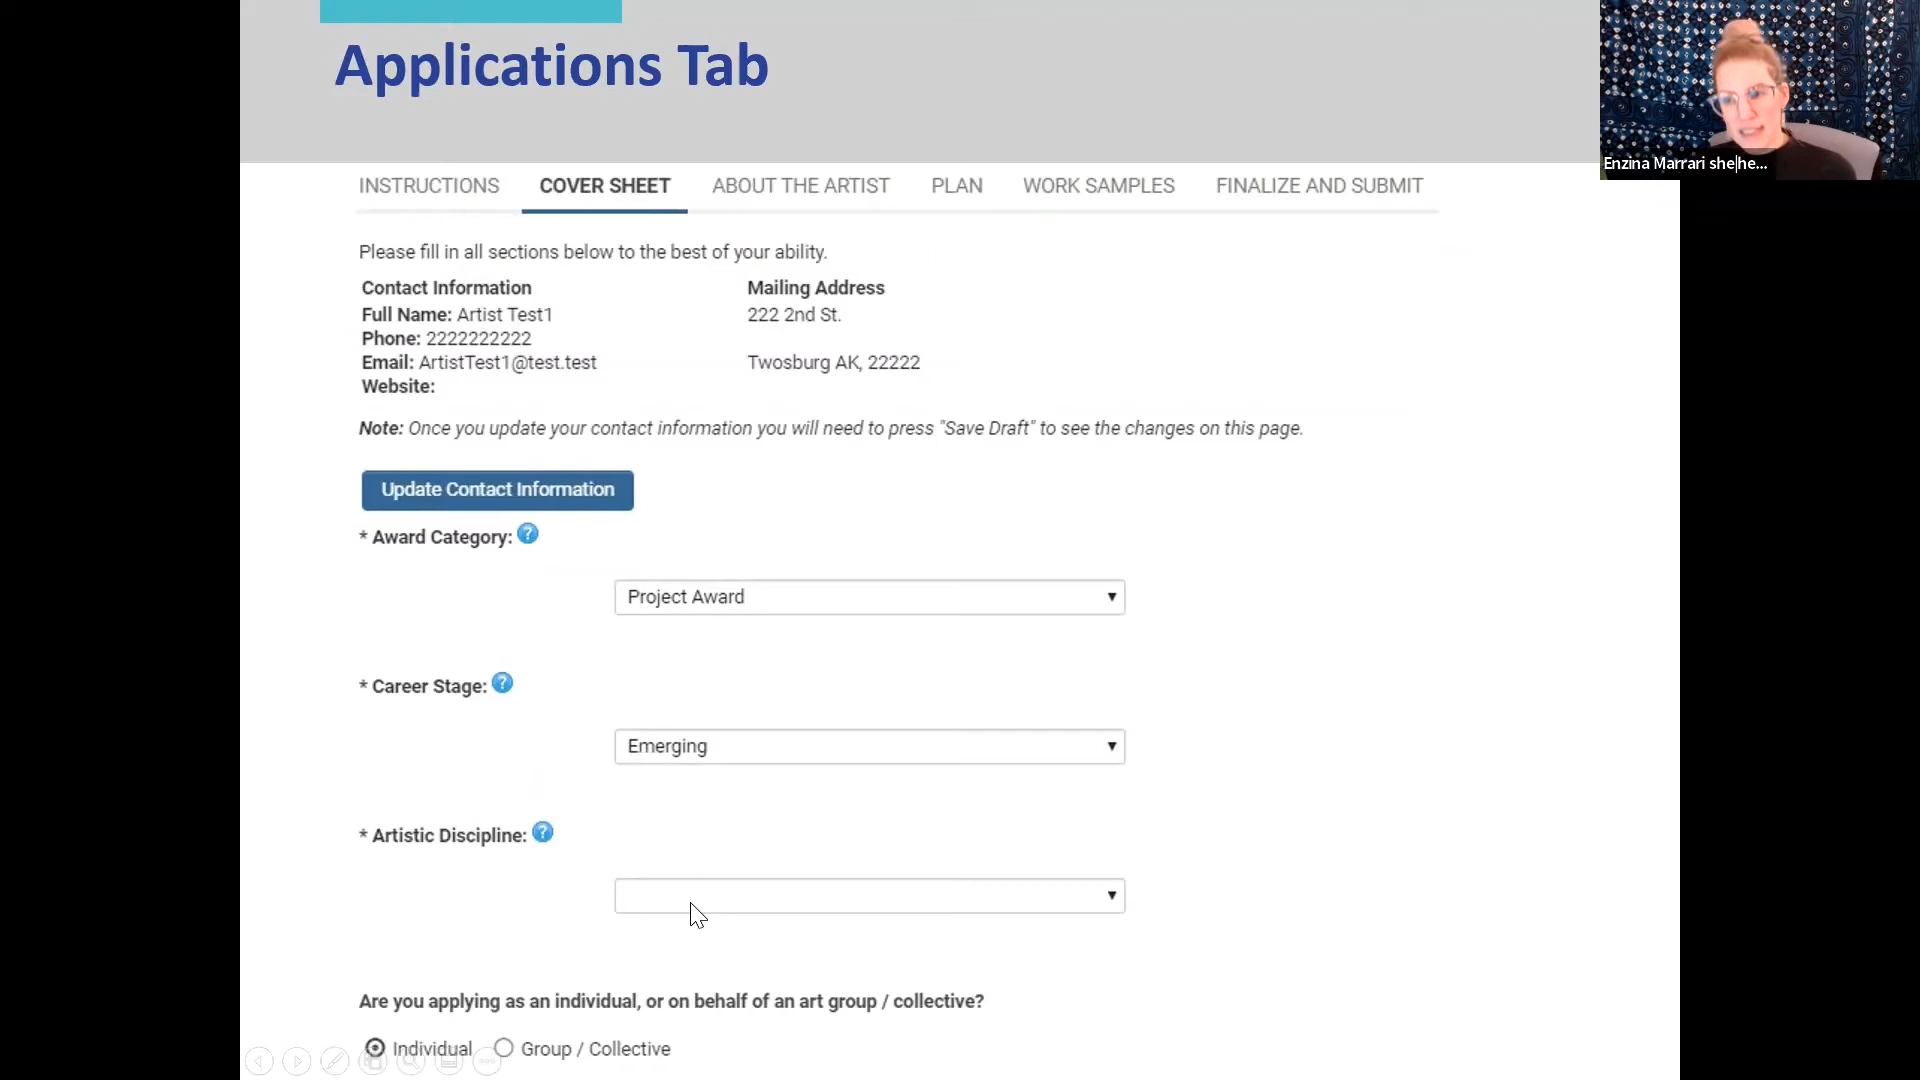 Applications Tab
Enzina Marrari she|he...
INSTRUCTIONS COVER SHEET ABOUT THE ARTIST PLAN WORK SAMPLES FINALIZE AND SUBMIT
Please fill in all sections below to the best of your ability.
Contact Information Mailing Address
Full Name: Artist Test1 222 2nd St.
Phone: 2222222222
Email: ArtistTest1@test.test Twosburg AK, 22222
Website:
Note: Once you update your contact information you will need to press "Save Draft" to see the changes on this page.
Update Contact Information
* Award Category: ?
Project Award
* Career Stage: ?
Emerging
* Artistic Discipline: ?
Are you applying as an individual, or on behalf of an art group / collective?
Individual Group / Collective